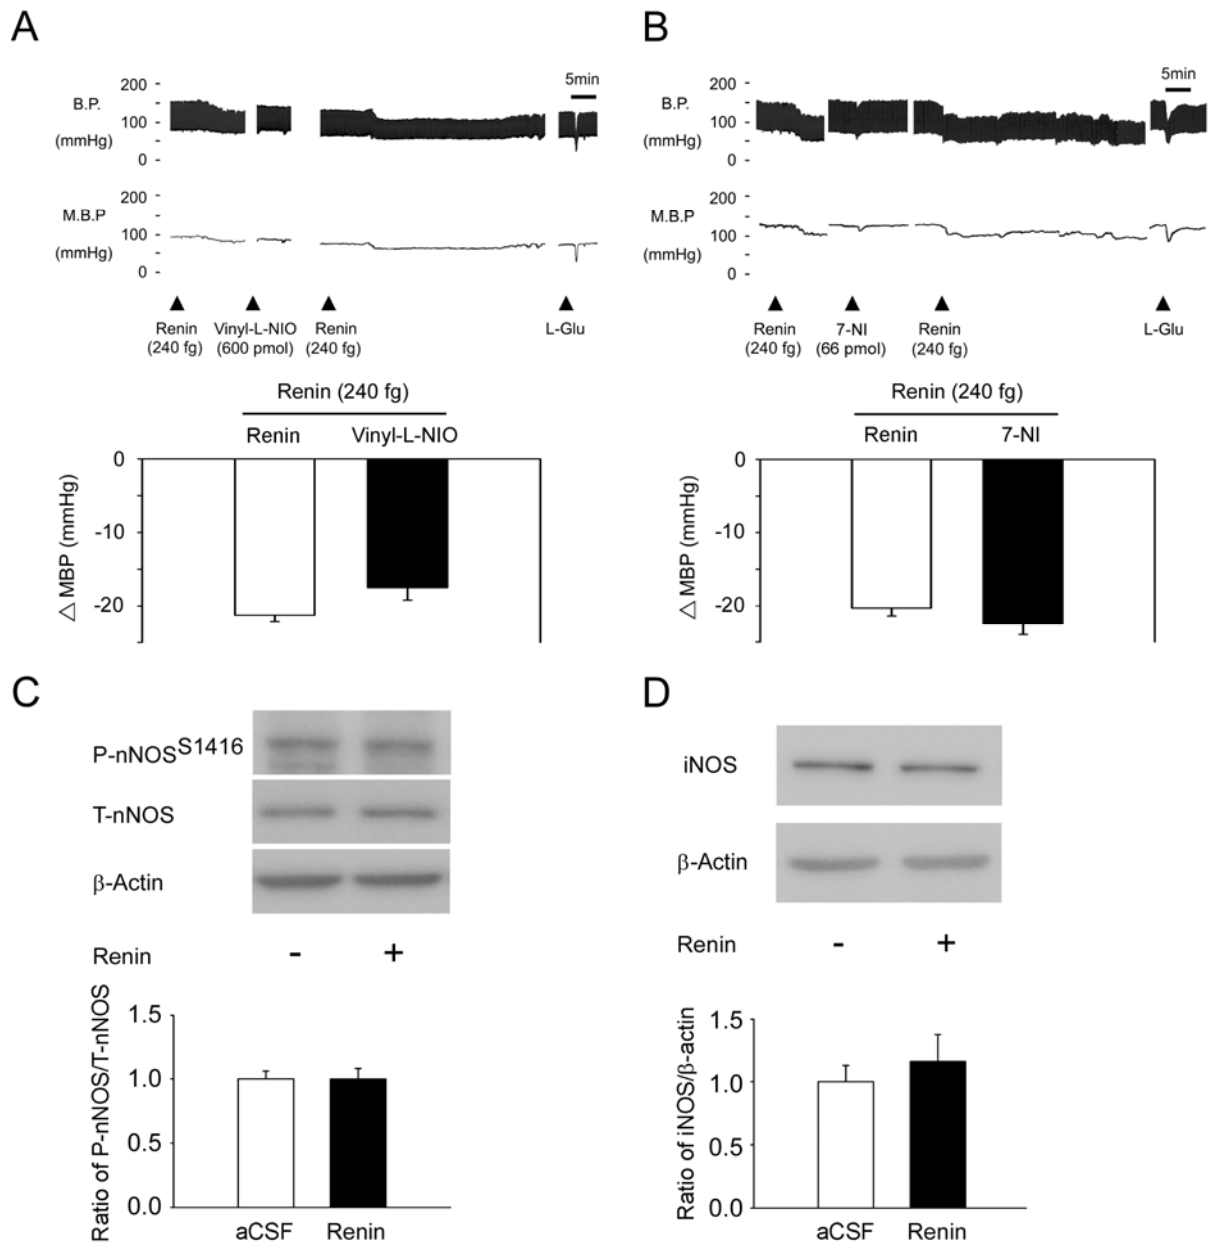 A
200
B.P.
100
(mmHg)
0
5min
200
M.B.P
100
(mmHg)
0
Renin
(240 fg)
Vinyl-L-NIO
(600 pmol)
Renin
(240 fg)
L-Glu
Renin (240 fg)
Renin
Vinyl-L-NIO
△ MBP (mmHg)
0
-10
-20
B
200
B.P.
100
(mmHg)
0
5min
200
M.B.P
100
(mmHg)
0
Renin
(240 fg)
7-NI
(66 pmol)
Renin
(240 fg)
L-Glu
Renin (240 fg)
Renin
7-NI
△ MBP (mmHg)
0
-10
-20
C
P-nNOS S1416
T-nNOS
β-Actin
Renin - +
Ratio of P-nNOS/T-nNOS
1.5
1.0
0.5
0.0
aCSF Renin
D
iNOS
β-Actin
Renin - +
Ratio of iNOS/β-actin
1.5
1.0
0.5
0.0
aCSF Renin